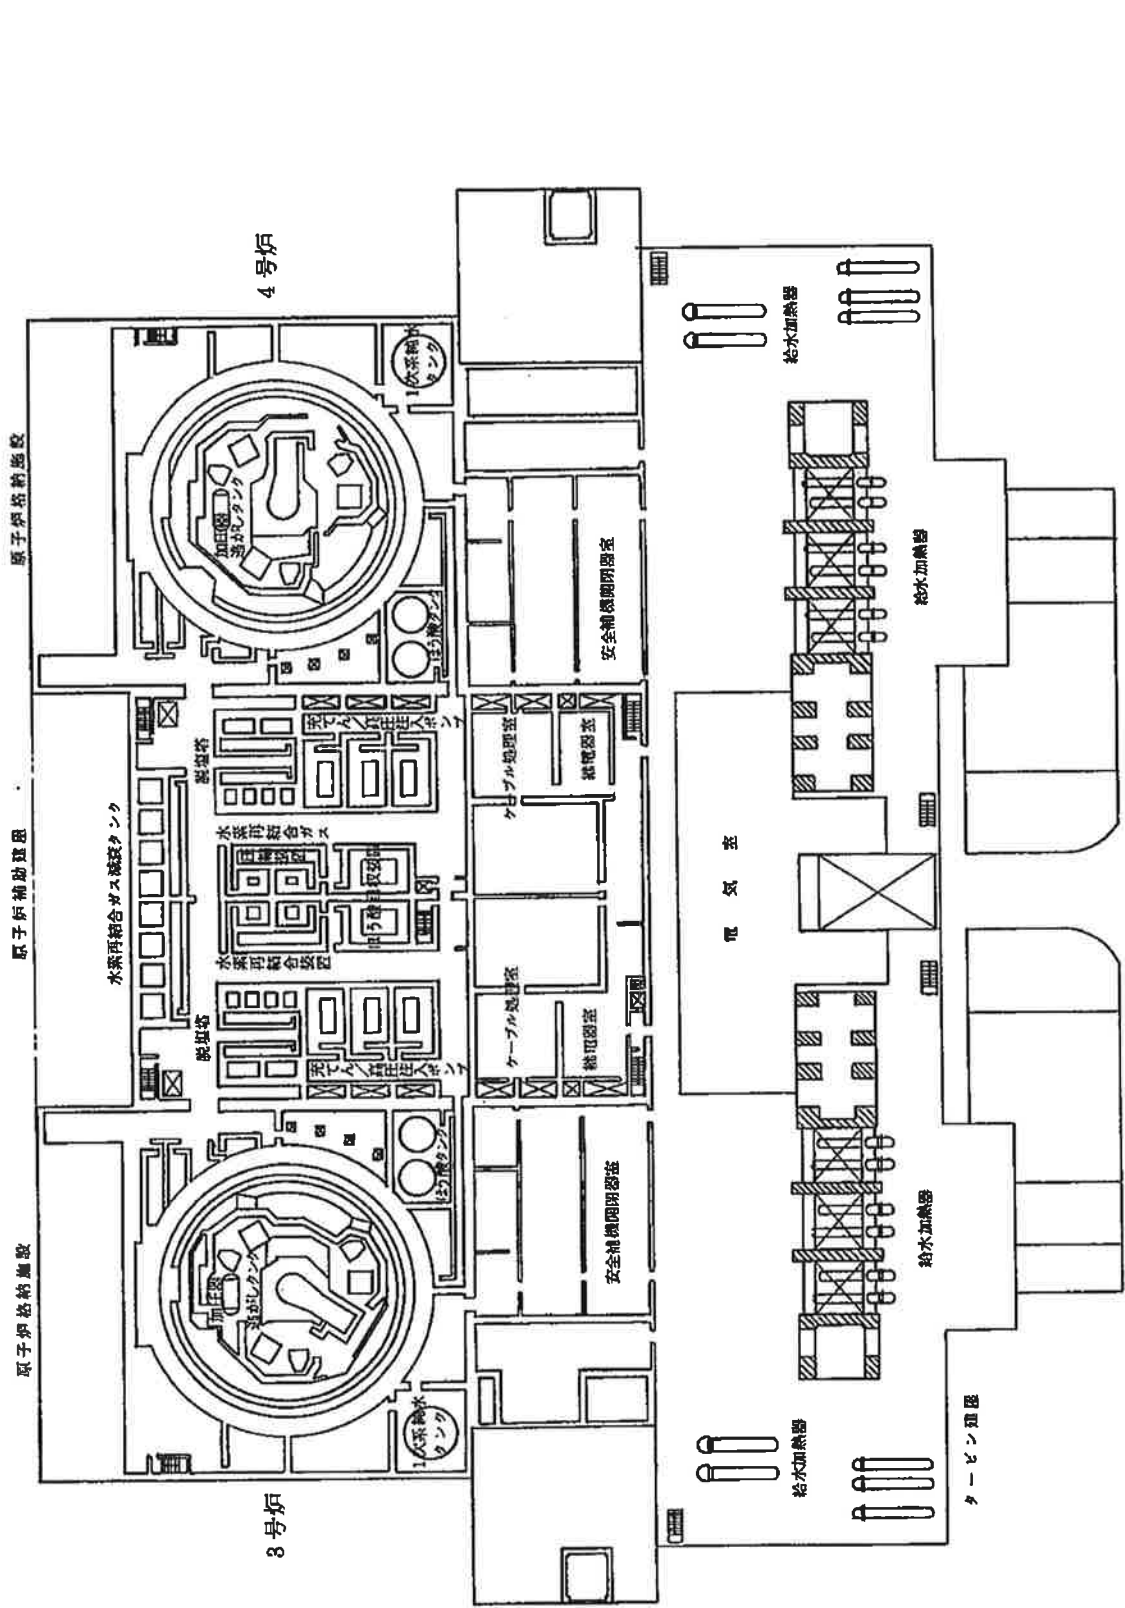 3号炉
4号炉
原子炉格納施設
原子炉補助建屋
原子炉格納施設
水素再結合ガス減衰タンク
脱塩塔
脱塩塔
加圧器
逃がしタンク
加圧器
逃がしタンク
水素再結合装置
水素再結合ガス
圧縮装置
充てん/高圧注入ポンプ
充てん/高圧注入ポンプ
ほう酸回収装置
1次系純水
タンク
ほう酸タンク
ほう酸タンク
1次系純水
タンク
ケーブル処理室
ケーブル処理室
継電器室
継電器室
安全補機開閉器室
安全補機開閉器室
電気室
給水加熱器
給水加熱器
給水加熱器
給水加熱器
タービン建屋